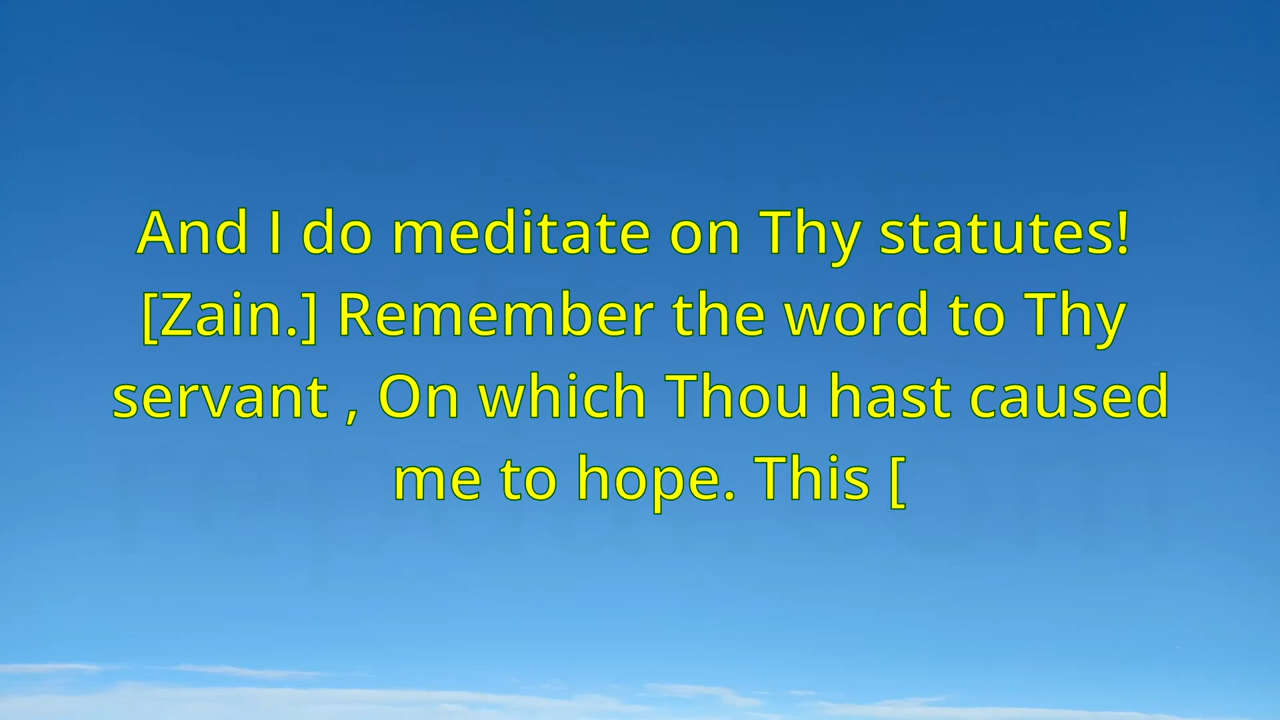 And I do meditate on Thy statutes!
[Zain.] Remember the word to Thy
servant , On which Thou hast caused
me to hope. This [